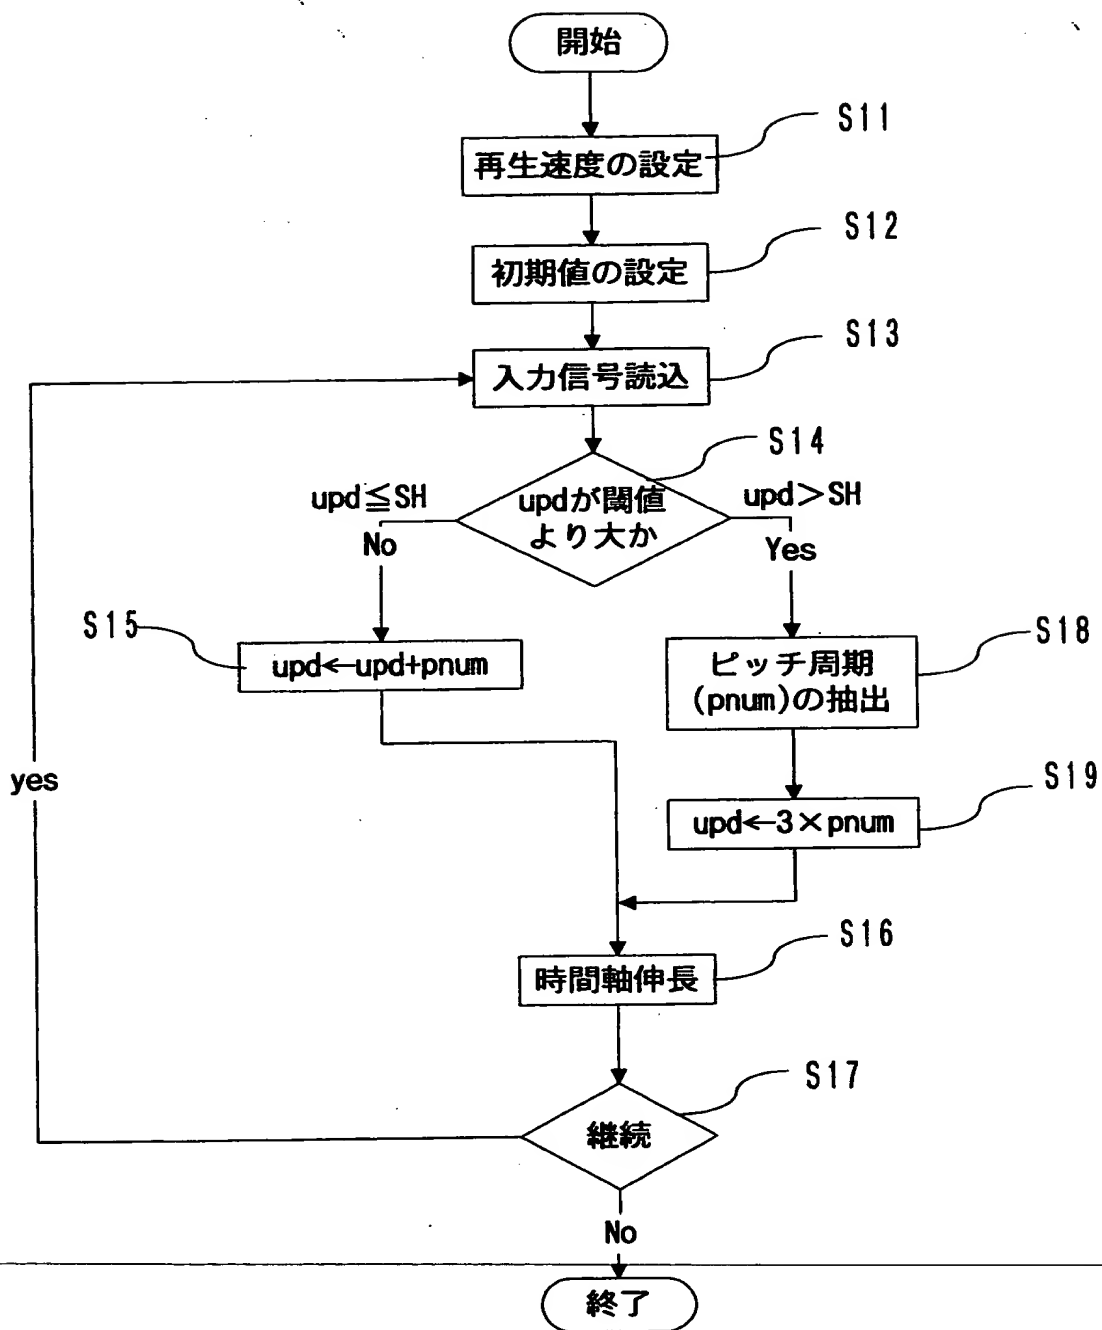 開始
S11
再生速度の設定
S12
初期値の設定
S13
入力信号読込
S14
upd≦SH
updが閾値
より大か
upd>SH
No
Yes
S15
upd←upd+pnum
S18
ピッチ周期
(pnum)の抽出
yes
S19
upd←3×pnum
S16
時間軸伸長
S17
継続
No
終了